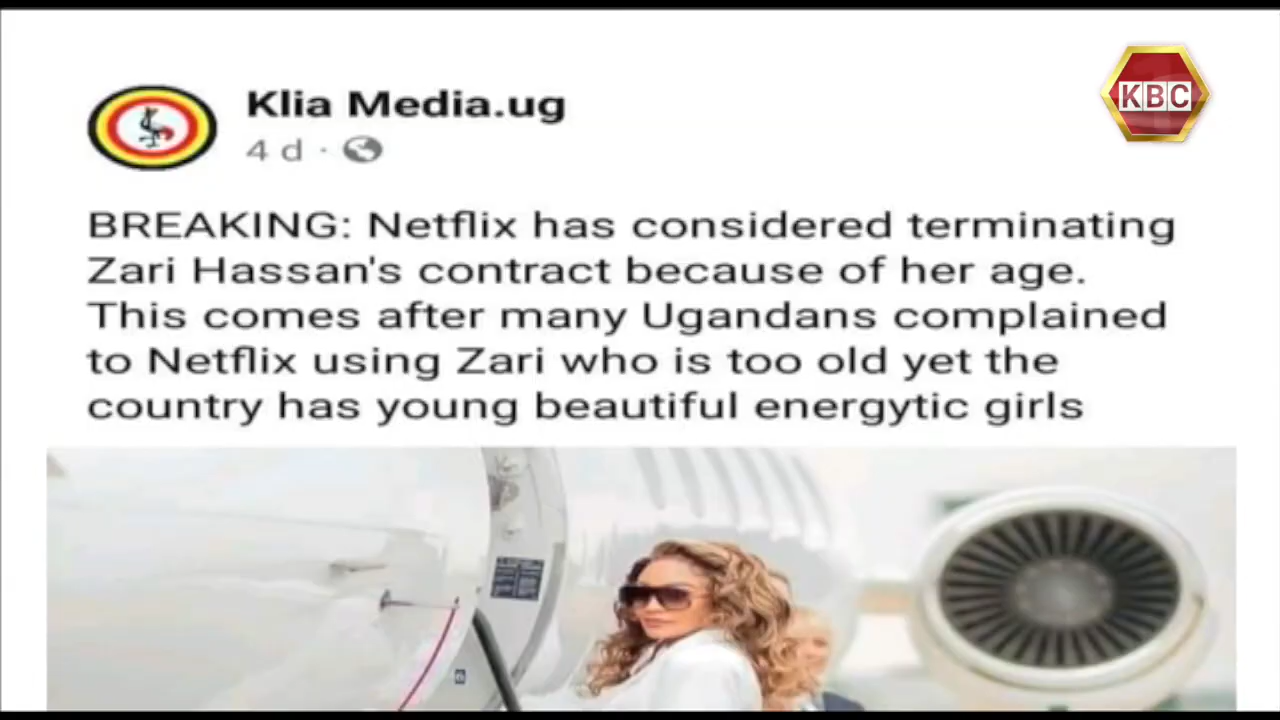 KBC
Klia Media.ug
4 d ·
BREAKING: Netflix has considered terminating
Zari Hassan's contract because of her age.
This comes after many Ugandans complained
to Netflix using Zari who is too old yet the
country has young beautiful energytic girls